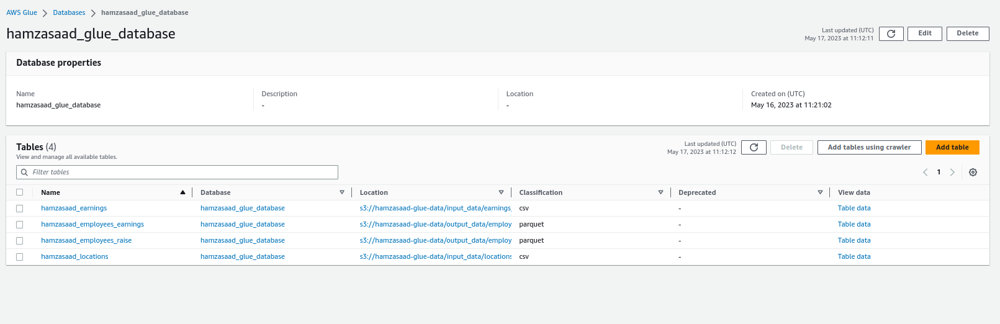 AWS Glue > Databases > hamzasaad_glue_database
hamzasaad_glue_database
Last updated (UTC)
May 17, 2023 at 11:12:11
Edit
Delete
Database properties
Name
hamzasaad_glue_database
Description
-
Location
-
Created on (UTC)
May 16, 2023 at 11:21:02
Tables (4)
View and manage all available tables.
Last updated (UTC)
May 17, 2023 at 11:12:12
Delete
Add tables using crawler
Add table
Filter tables
1
Name Database Location Classification Deprecated View data
hamzasaad_earnings hamzasaad_glue_database s3://hamzasaad-glue-data/input_data/earnings csv - Table data
hamzasaad_employees_earnings hamzasaad_glue_database s3://hamzasaad-glue-data/output_data/employ parquet - Table data
hamzasaad_employees_raise hamzasaad_glue_database s3://hamzasaad-glue-data/output_data/employ parquet - Table data
hamzasaad_locations hamzasaad_glue_database s3://hamzasaad-glue-data/input_data/locations csv - Table data